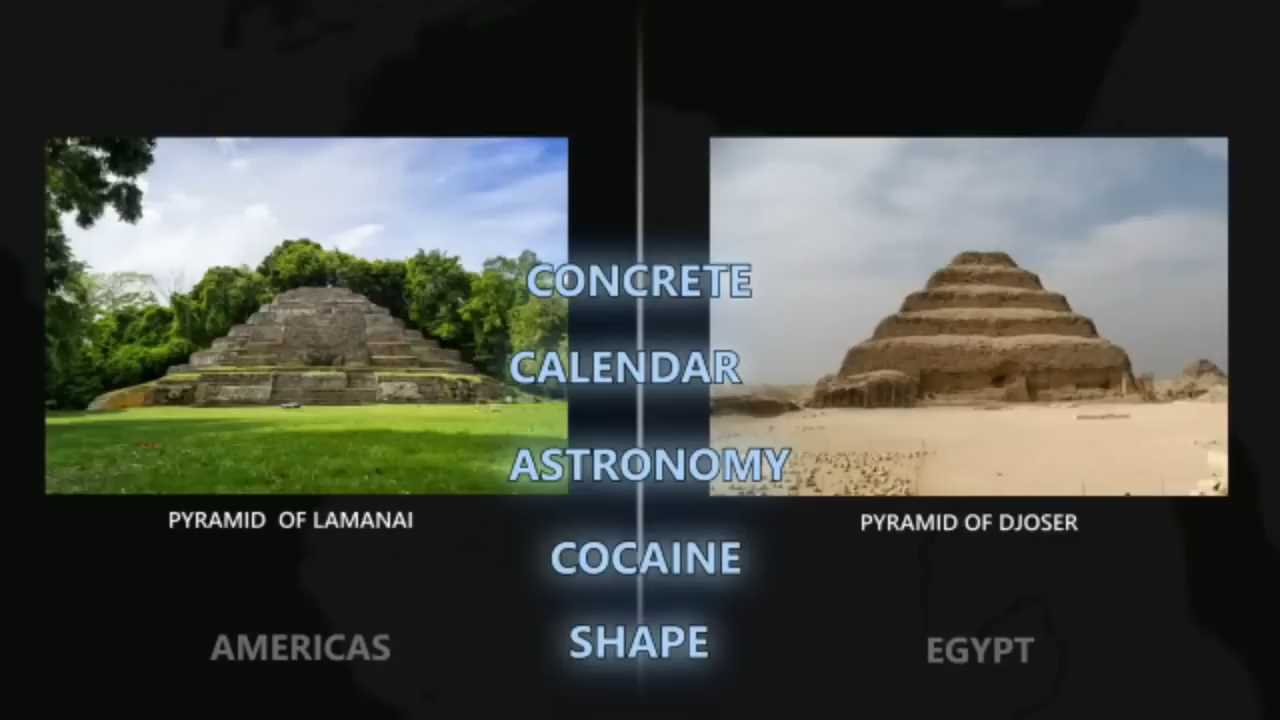 CONCRETE
CALENDAR
ASTRONOMY
COCAINE
SHAPE
PYRAMID OF LAMANAI
PYRAMID OF DJOSER
AMERICAS
EGYPT